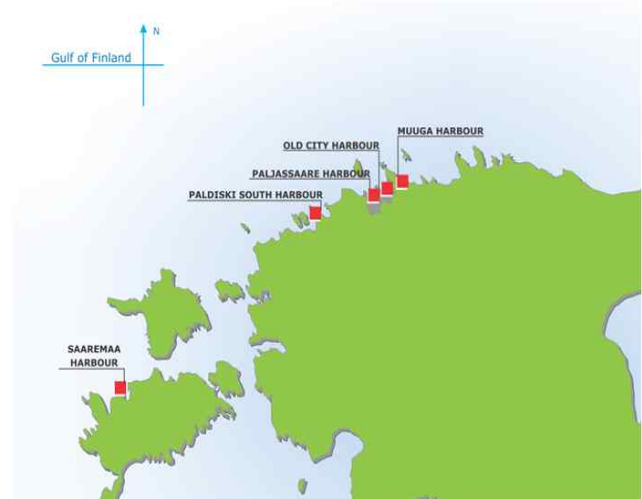 N
Gulf of Finland
MUUGA HARBOUR
OLD CITY HARBOUR
PALJASSAARE HARBOUR
PALDISKI SOUTH HARBOUR
SAAREMAA
HARBOUR